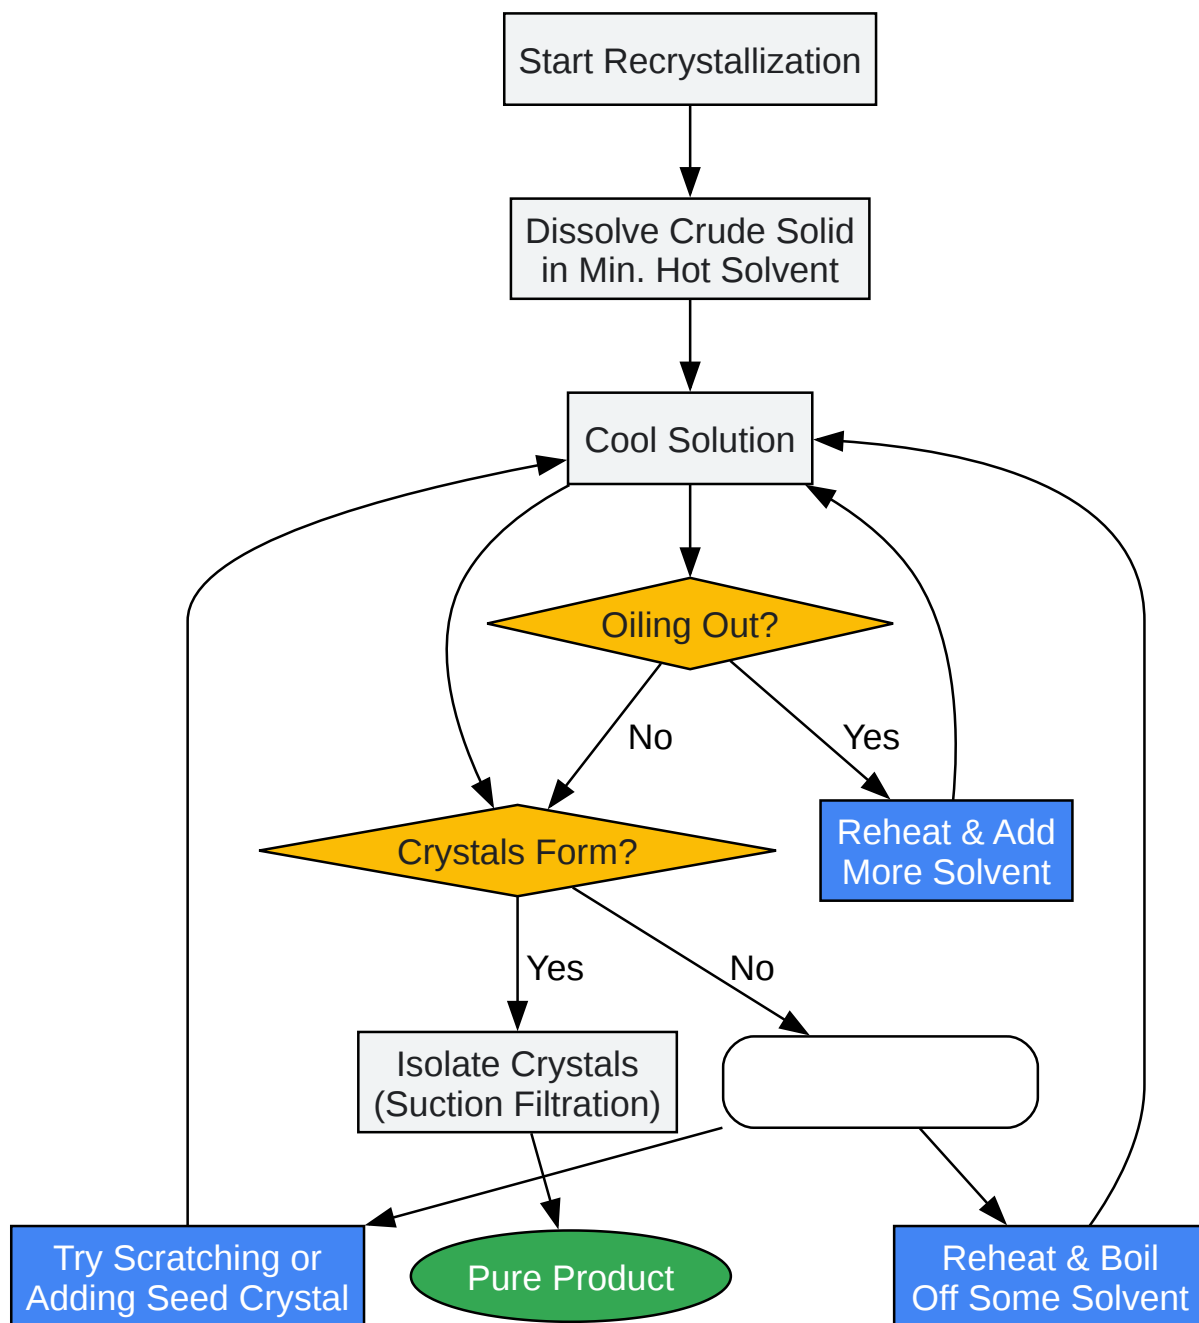 Start Recrystallization
Dissolve Crude Solid
in Min. Hot Solvent
Cool Solution
Oiling Out?
No
Yes
Reheat & Add
More Solvent
Crystals Form?
Yes
No
Isolate Crystals
(Suction Filtration)
Try Scratching or
Adding Seed Crystal
Pure Product
Reheat & Boil
Off Some Solvent